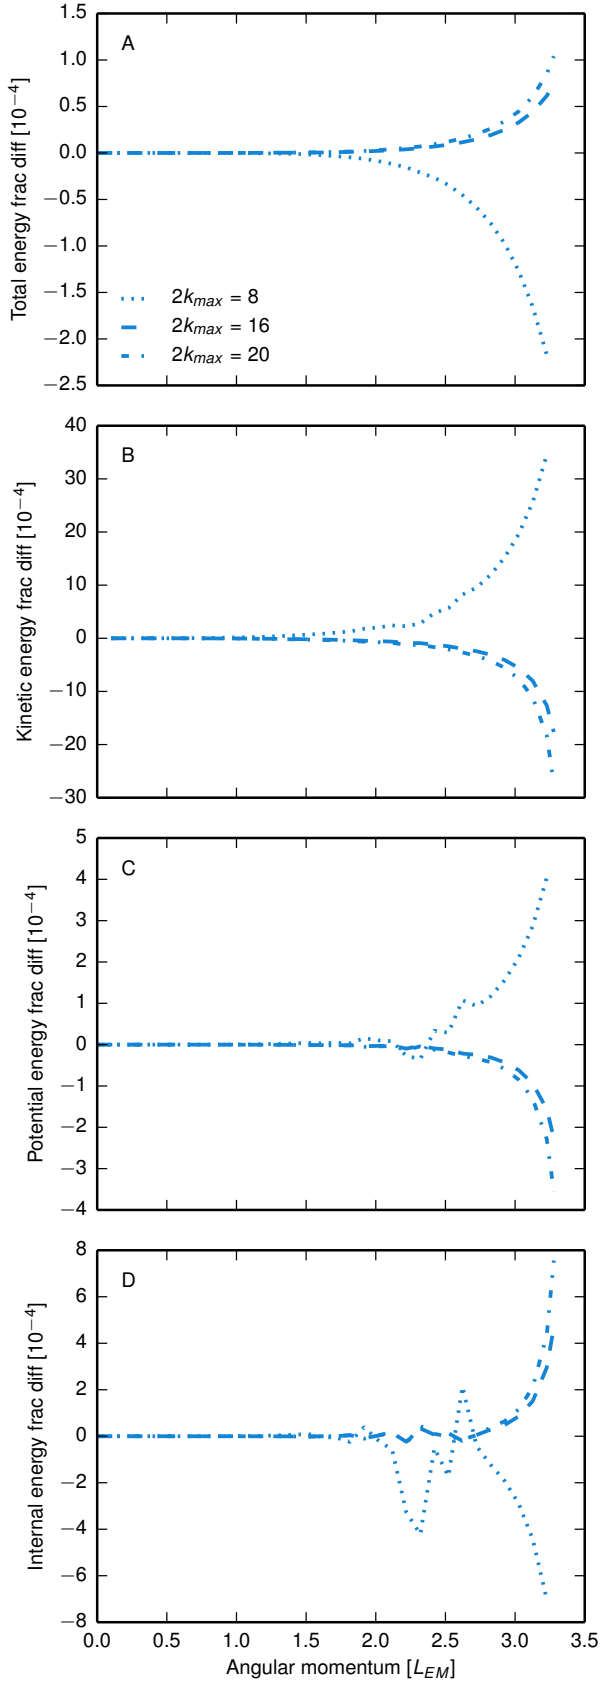 A
1.5
1.0
0.5
0.0
−0.5
−1.0
−1.5
−2.0
−2.5
Total energy frac diff [10⁻⁴]
2kₘₐₓ = 8
2kₘₐₓ = 16
2kₘₐₓ = 20
B
40
30
20
10
0
−10
−20
−30
Kinetic energy frac diff [10⁻⁴]
C
5
4
3
2
1
0
−1
−2
−3
−4
Potential energy frac diff [10⁻⁴]
D
8
6
4
2
0
−2
−4
−6
−8
Internal energy frac diff [10⁻⁴]
0.0 0.5 1.0 1.5 2.0 2.5 3.0 3.5
Angular momentum [L_EM]